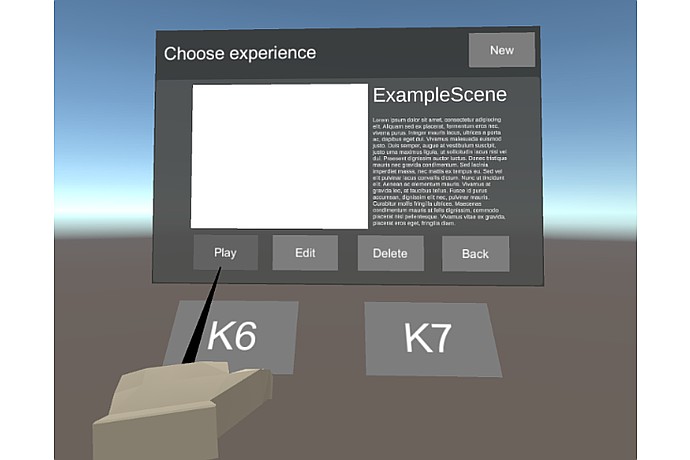 Choose experience
New
ExampleScene
Lorem ipsum dolor sit amet, consectetur adipiscing
elit. Aliquam sed ex placerat, fermentum eros nec,
viverra purus. Integer mauris lacus, ultrices a porta
ac, dapibus eget dui. Vivamus malesuada euismod
justo. Duis semper, augue at vestibulum suscipit,
justo urna maximus ligula, at sollicitudin lacus nisl vel
dui. Praesent dignissim auctor luctus. Donec tristique
mauris nec gravida condimentum. Sed lacinia
imperdiet massa, nec mattis ex tempus eu. Sed vel
elit pulvinar lacus convallis dictum. Nunc ut tincidunt
elit. Aenean ac elementum mauris. Vivamus at
gravida leo, at faucibus tellus. Fusce id purus
accumsan, dignissim elit nec, pulvinar mauris.
Curabitur mollis fringilla ultrices. Maecenas
condimentum mauris at felis dignissim, commodo
placerat nisl pellentesque. Vivamus vitae ex gravida,
placerat eros eget, fringilla diam.
Play
Edit
Delete
Back
K6
K7